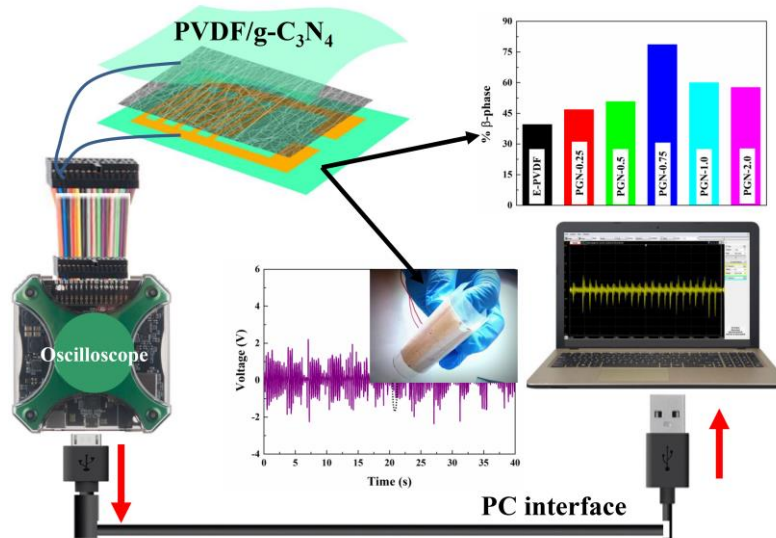 PVDF/g-C₃N₄
% β-phase
90
75
60
45
30
15
0
E-PVDF
PGN-0.25
PGN-0.5
PGN-0.75
PGN-1.0
PGN-2.0
Oscilloscope
Voltage (V)
6
4
2
0
-2
-4
0 5 10 15 20 25 30 35 40
Time (s)
PC interface